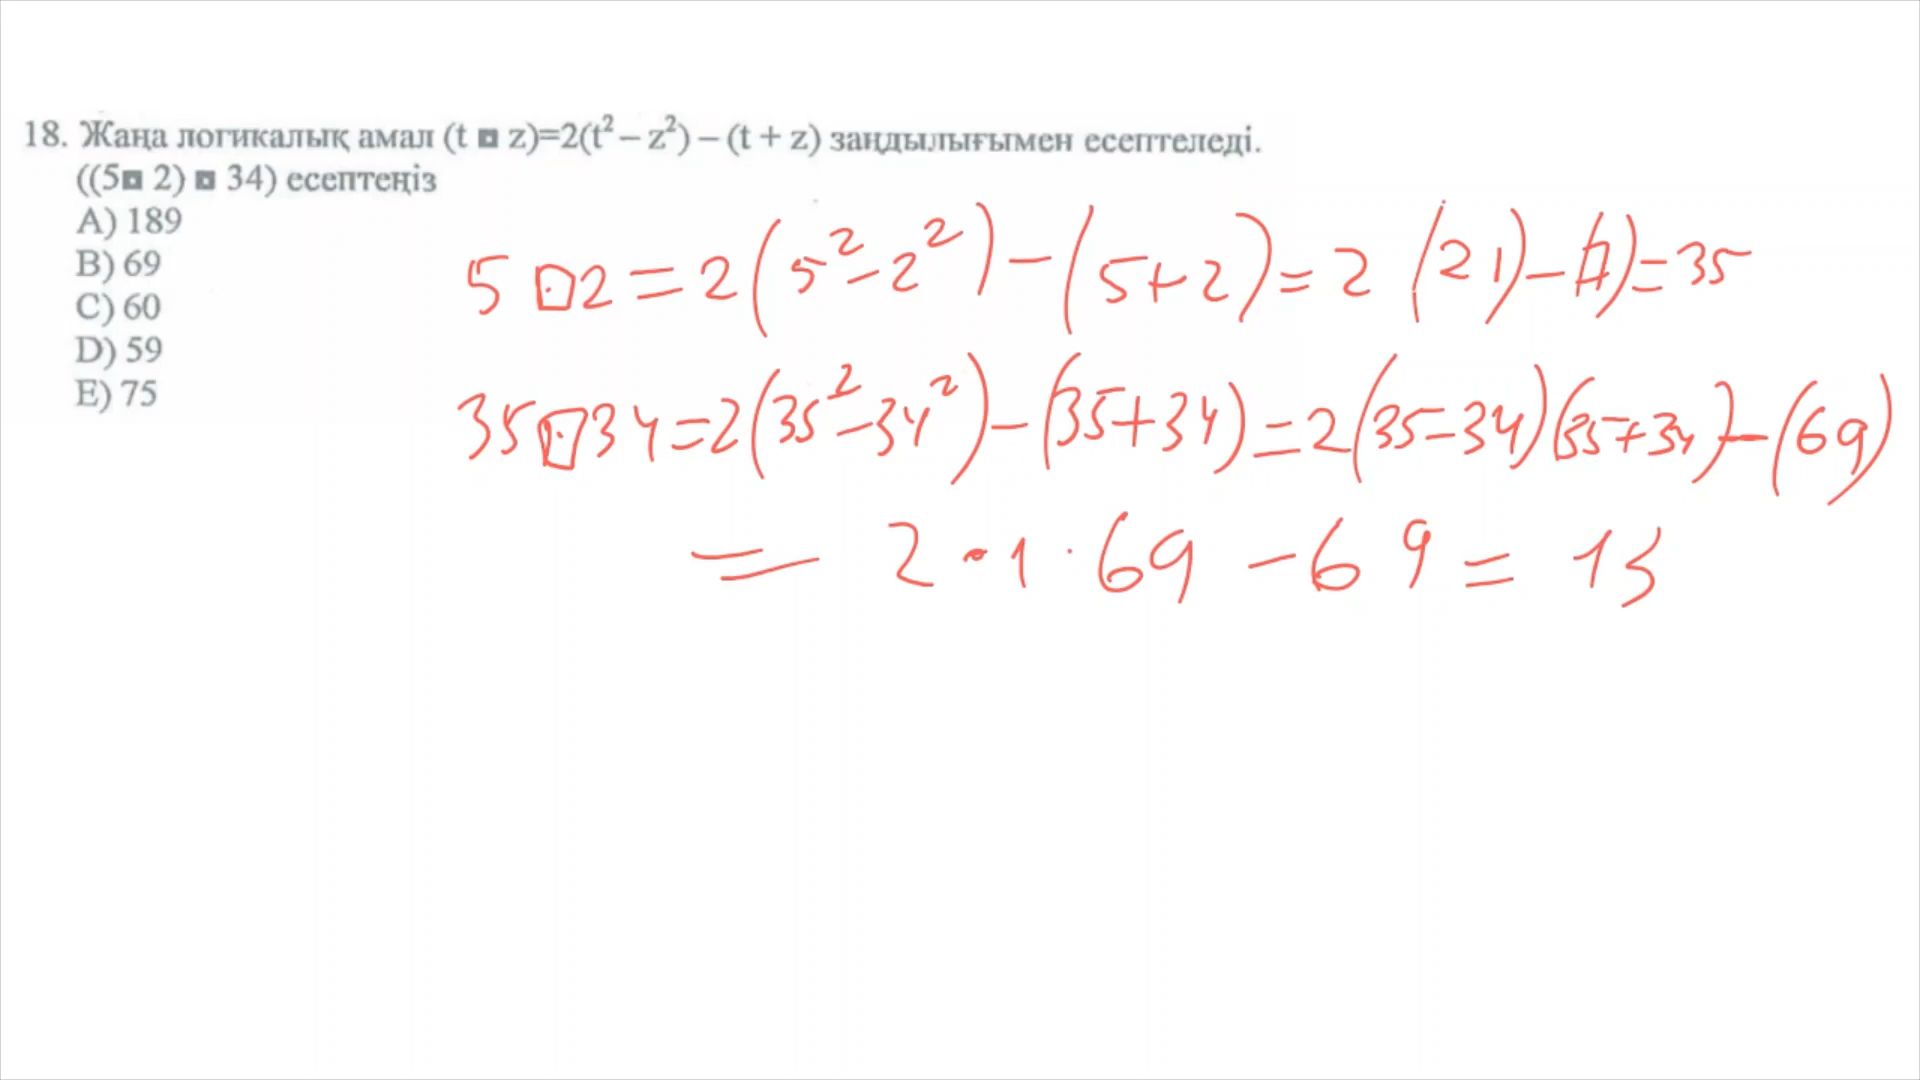 18. Жаңа логикалық амал (t ◘ z)=2(t² – z²) – (t + z) заңдылығымен есептеледі.
((5◘ 2) ◘ 34) есептеңіз
A) 189
B) 69
C) 60
D) 59
E) 75
5 ⊡ 2 = 2(5² - 2²) - (5+2) = 2 (21) - (7) = 35
35 ⊡ 34 = 2(35² - 34²) - (35+34) = 2(35-34)(35+34) - (69)
= 2 · 1 · 69 - 69 = 13